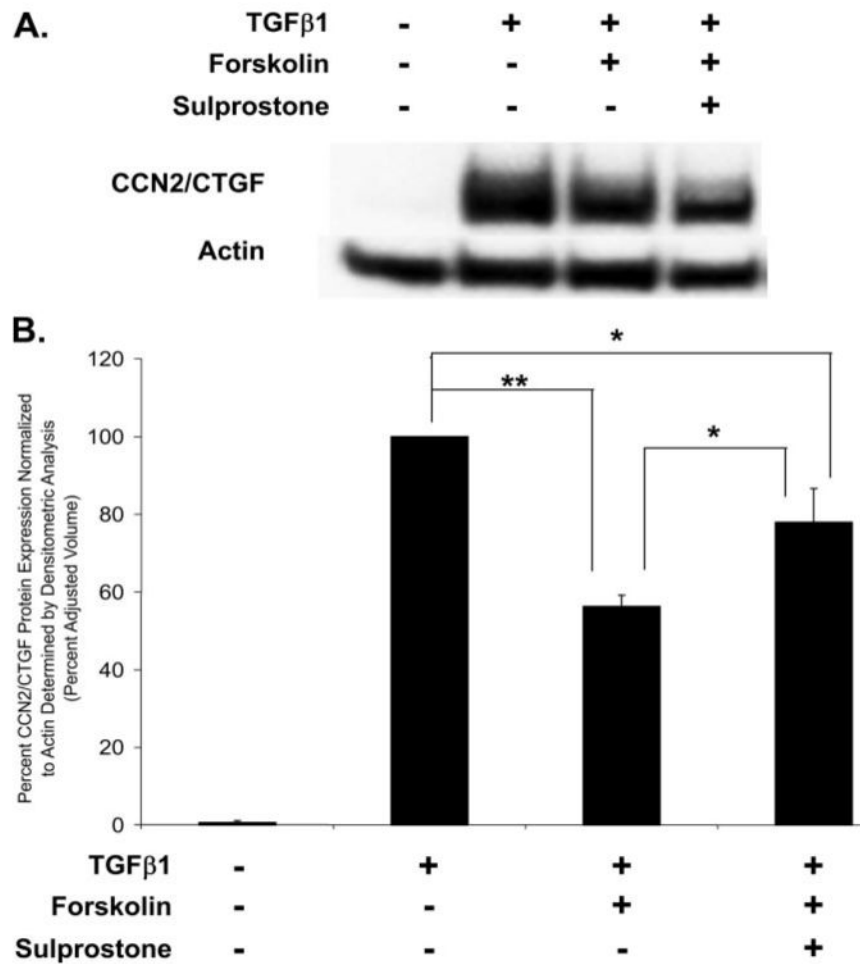 A.
TGFβ1 - + + +
Forskolin - - + +
Sulprostone - - - +
CCN2/CTGF
Actin
B.
Percent CCN2/CTGF Protein Expression Normalized
to Actin Determined by Densitometric Analysis
(Percent Adjusted Volume)
120
100
80
60
40
20
0
*
**
*
TGFβ1 - + + +
Forskolin - - + +
Sulprostone - - - +